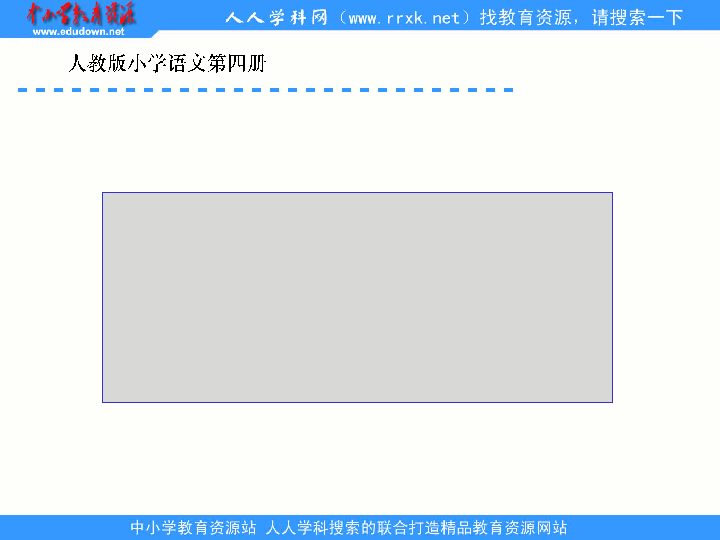 中小学教育资源
www.edudown.net
人人学科网（www.rrxk.net）找教育资源，请搜索一下
人教版小学语文第四册
中小学教育资源站 人人学科搜索的联合打造精品教育资源网站